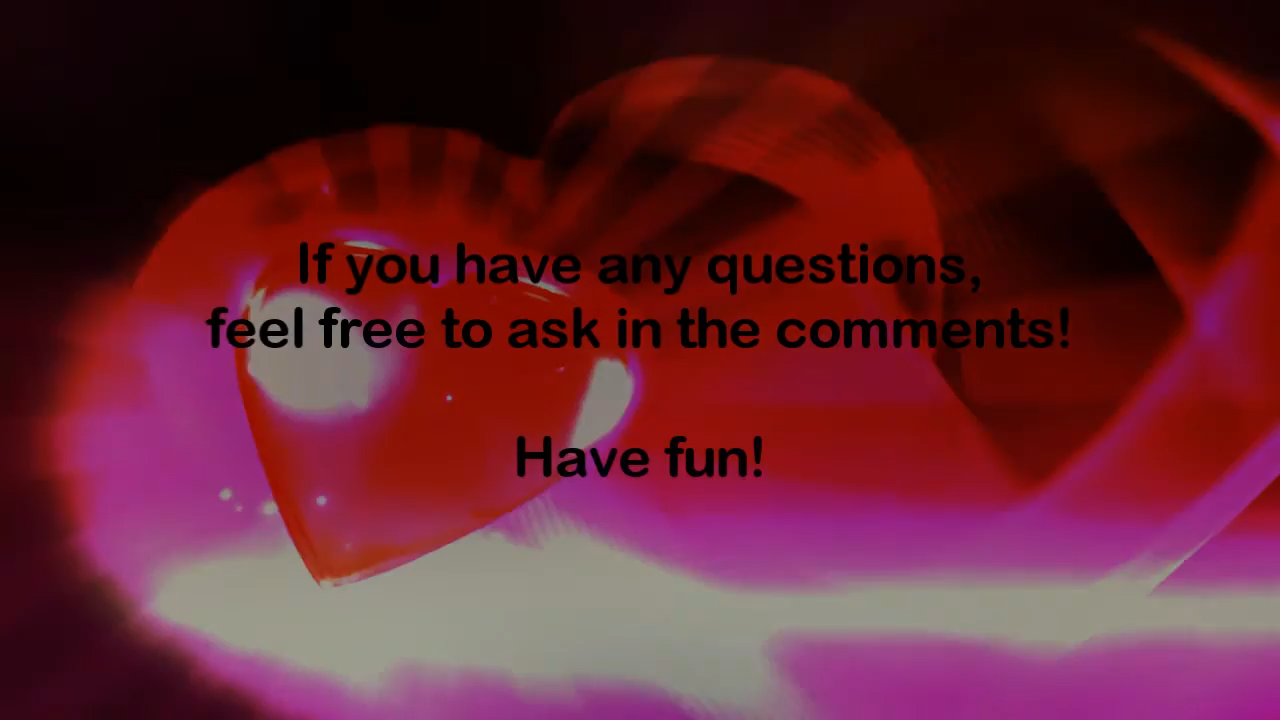 If you have any questions,
feel free to ask in the comments!
Have fun!